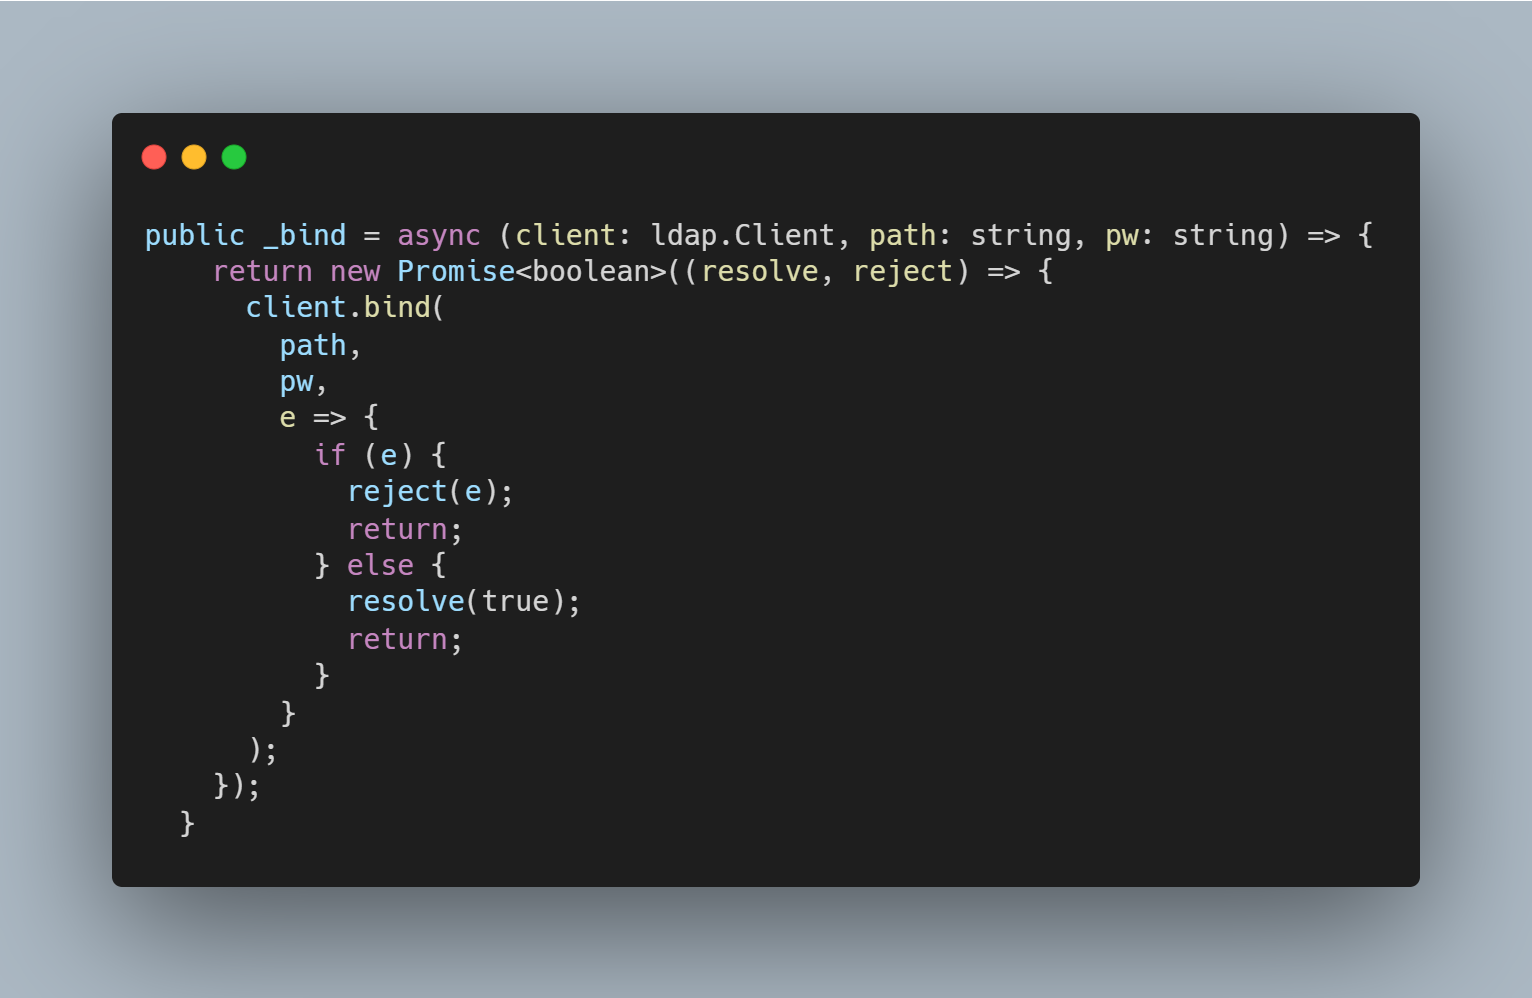 public _bind = async (client: ldap.Client, path: string, pw: string) => {
    return new Promise<boolean>((resolve, reject) => {
      client.bind(
        path,
        pw,
        e => {
          if (e) {
            reject(e);
            return;
          } else {
            resolve(true);
            return;
          }
        }
      );
    });
  }